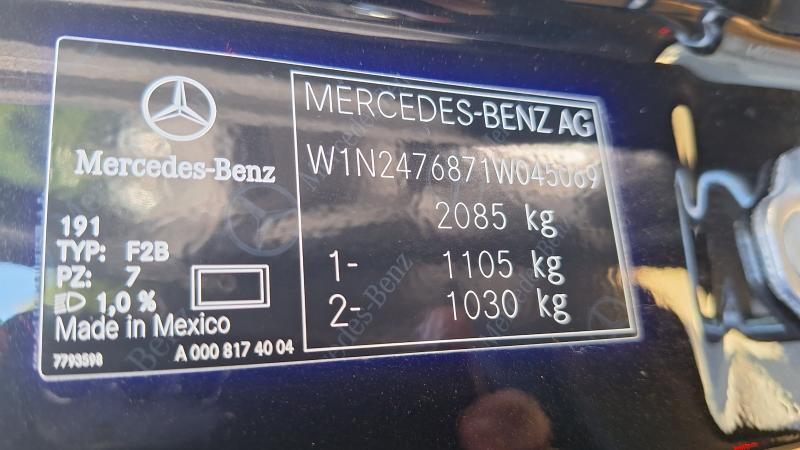 Mercedes-Benz
191
TYP: F2B
PZ: 7
1,0 %
Made in Mexico
7793598
A 000 817 40 04
MERCEDES-BENZ AG
W1N2476871W045069
2085 kg
1- 1105 kg
2- 1030 kg